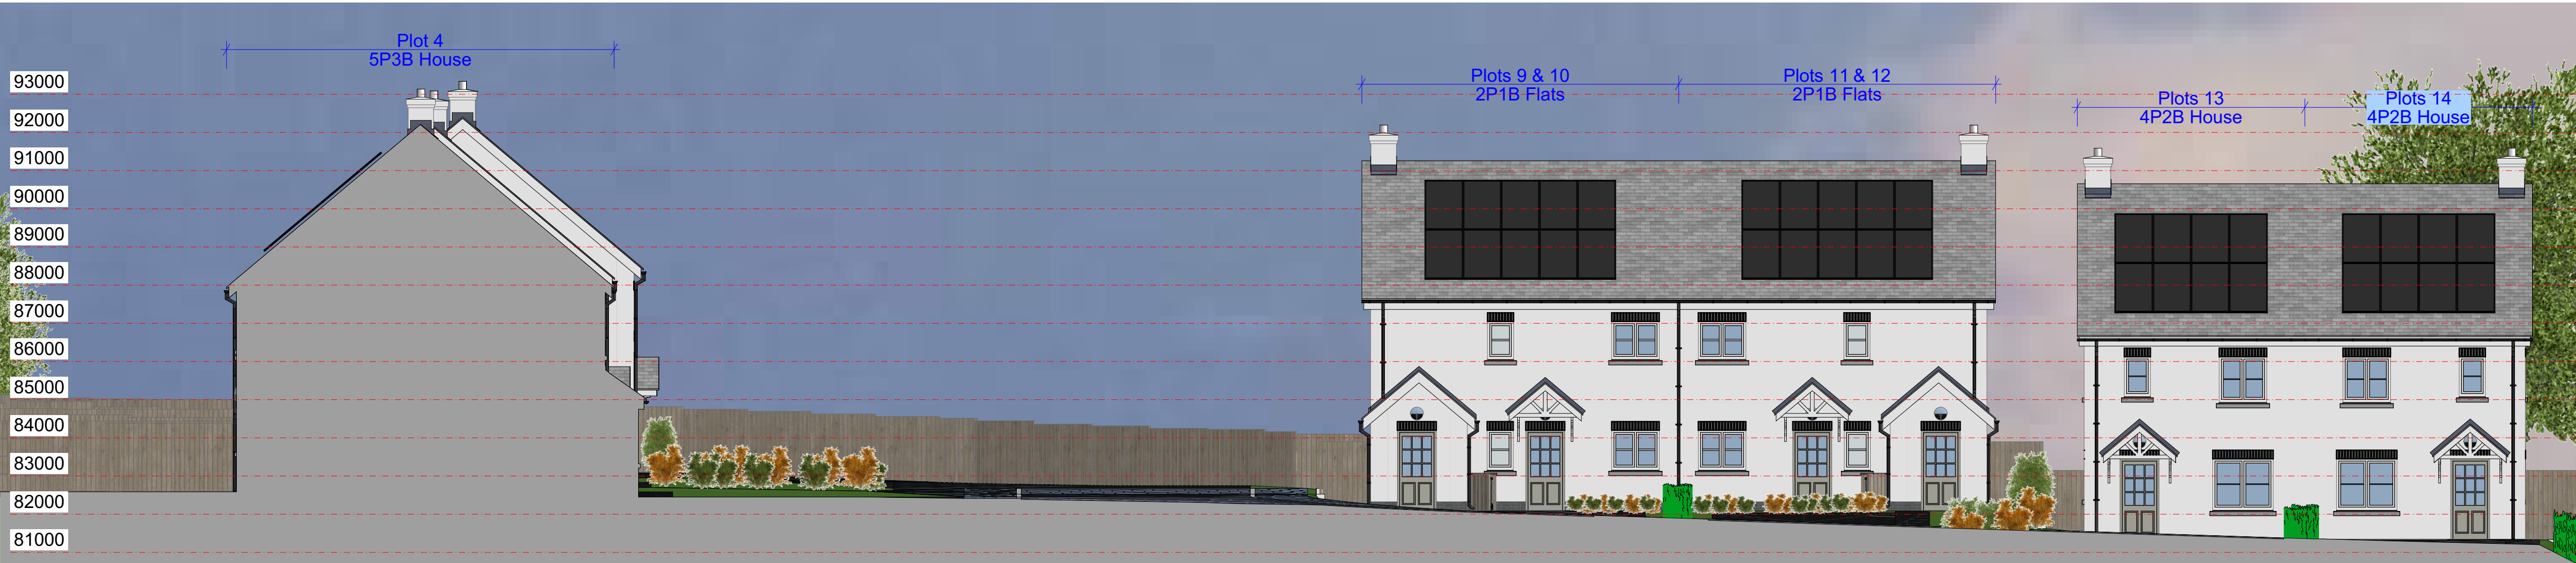 Plot 4
5P3B House
Plots 9 & 10
2P1B Flats
Plots 11 & 12
2P1B Flats
Plots 13
4P2B House
Plots 14
4P2B House
93000
92000
91000
90000
89000
88000
87000
86000
85000
84000
83000
82000
81000